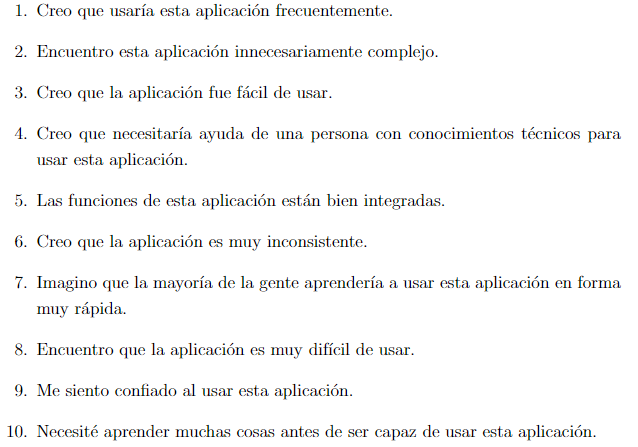 1. Creo que usaría esta aplicación frecuentemente.
2. Encuentro esta aplicación innecesariamente complejo.
3. Creo que la aplicación fue fácil de usar.
4. Creo que necesitaría ayuda de una persona con conocimientos técnicos para
usar esta aplicación.
5. Las funciones de esta aplicación están bien integradas.
6. Creo que la aplicación es muy inconsistente.
7. Imagino que la mayoría de la gente aprendería a usar esta aplicación en forma
muy rápida.
8. Encuentro que la aplicación es muy difícil de usar.
9. Me siento confiado al usar esta aplicación.
10. Necesité aprender muchas cosas antes de ser capaz de usar esta aplicación.